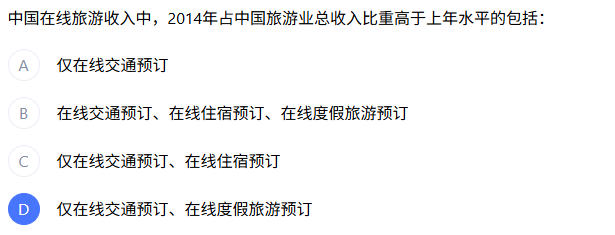 中国在线旅游收入中，2014年占中国旅游业总收入比重高于上年水平的包括：
A 仅在线交通预订
B 在线交通预订、在线住宿预订、在线度假旅游预订
C 仅在线交通预订、在线住宿预订
D 仅在线交通预订、在线度假旅游预订